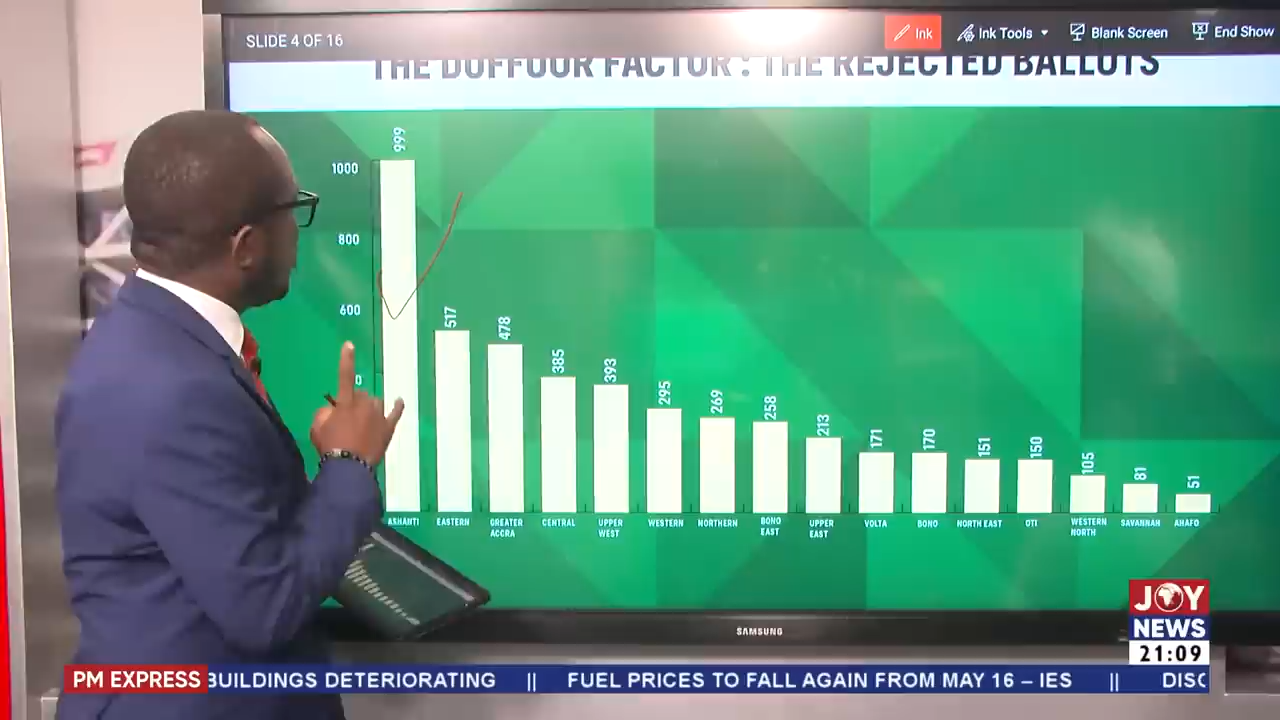 SLIDE 4 OF 16
Ink
Ink Tools
Blank Screen
End Show
THE DUFFUOR FACTOR : THE REJECTED BALLOTS
1000
800
600
0
999
517
478
385
393
295
269
258
213
171
170
151
150
105
81
51
ASHANTI
EASTERN
GREATER
ACCRA
CENTRAL
UPPER
WEST
WESTERN
NORTHERN
BONO
EAST
UPPER
EAST
VOLTA
BONO
NORTH EAST
OTI
WESTERN
NORTH
SAVANNAH
AHAFO
SAMSUNG
JOY
NEWS
21:09
PM EXPRESS
BUILDINGS DETERIORATING || FUEL PRICES TO FALL AGAIN FROM MAY 16 – IES || DISC